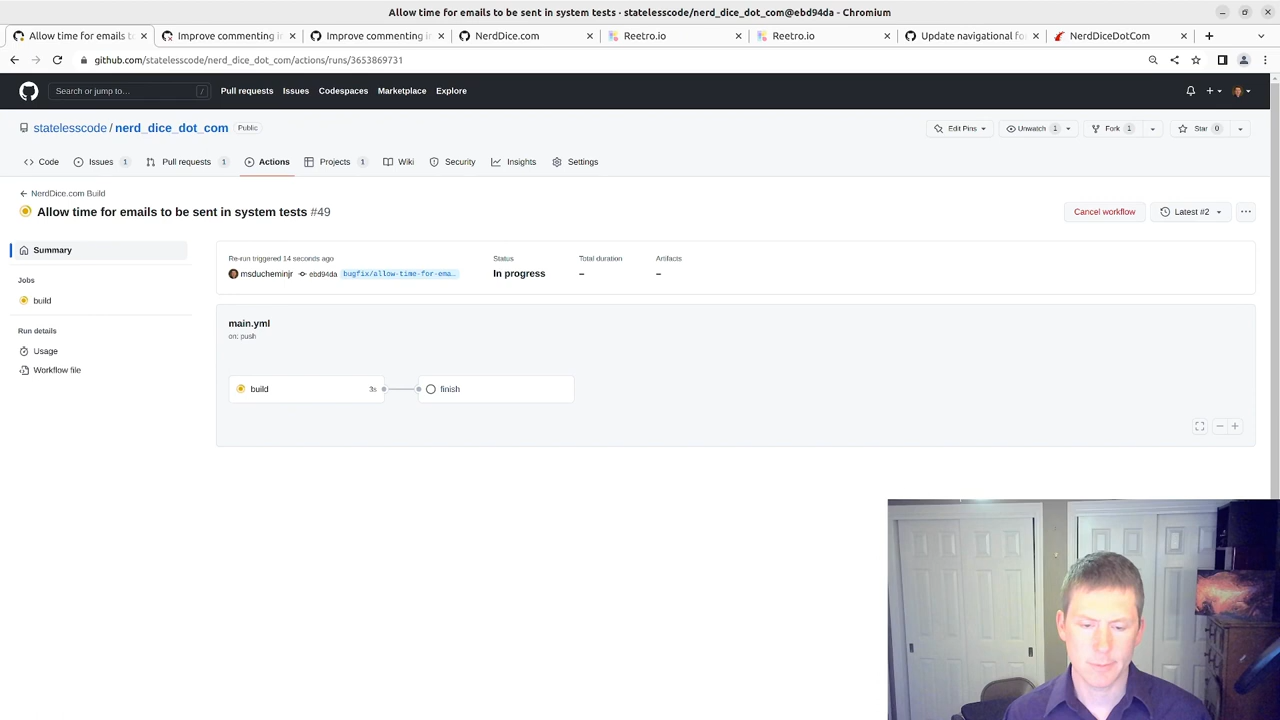 Allow time for emails to be sent in system tests · statelesscode/nerd_dice_dot_com@ebd94da - Chromium
Allow time for emails to
Improve commenting in
Improve commenting in
NerdDice.com
Reetro.io
Reetro.io
Update navigational fo
NerdDiceDotCom
github.com/statelesscode/nerd_dice_dot_com/actions/runs/3653869731
Search or jump to… /
Pull requests Issues Codespaces Marketplace Explore
statelesscode / nerd_dice_dot_com Public
Edit Pins Unwatch 1 Fork 1 Star 0
Code Issues 1 Pull requests 1 Actions Projects 1 Wiki Security Insights Settings
NerdDice.com Build
Allow time for emails to be sent in system tests #49
Cancel workflow Latest #2
Summary
Jobs
build
Run details
Usage
Workflow file
Re-run triggered 14 seconds ago Status Total duration Artifacts
msducheminjr ebd94da bugfix/allow-time-for-ema… In progress – –
main.yml
on: push
build 3s finish